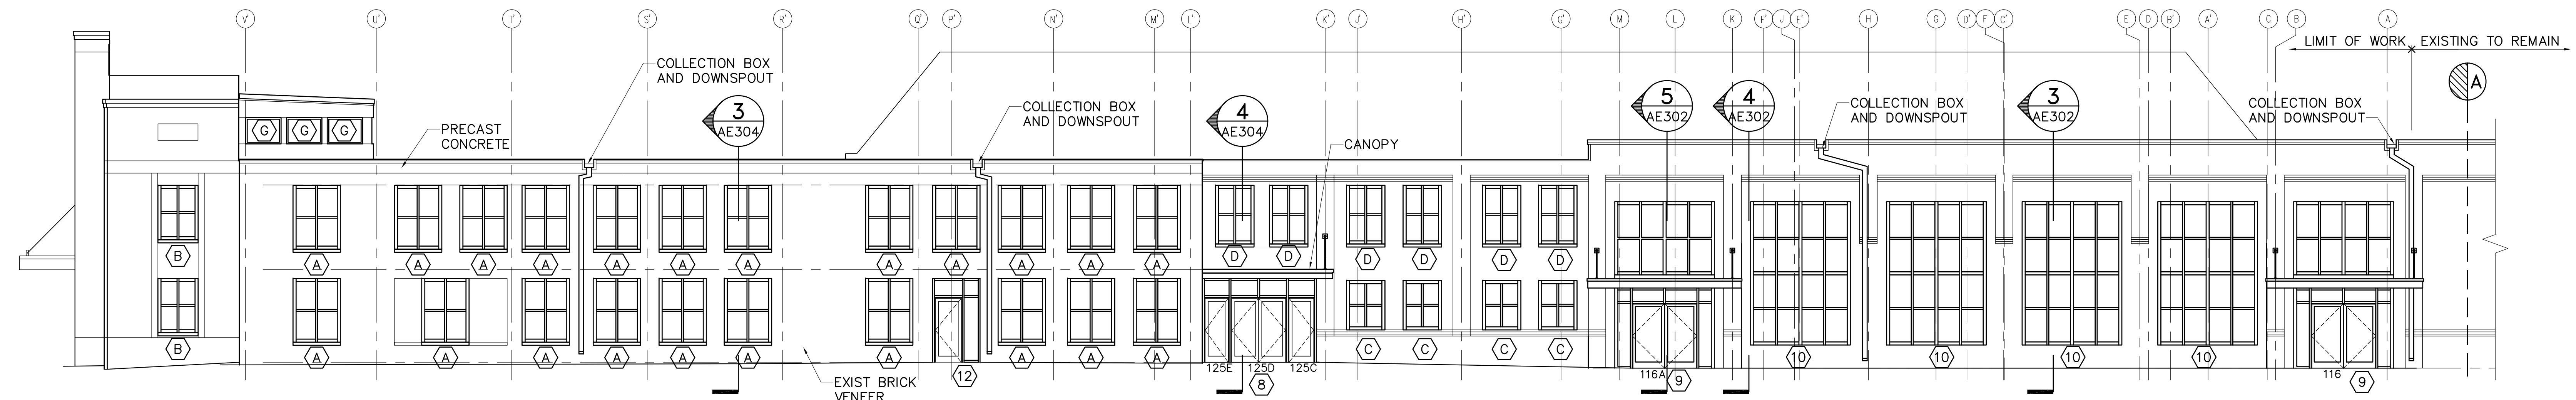 V' U' T' S' R' Q' P' N' M' L' K' J' H' G' M L K F' J E' H G D' F C' E D B' A' C B A
LIMIT OF WORK EXISTING TO REMAIN
COLLECTION BOX
AND DOWNSPOUT
COLLECTION BOX
AND DOWNSPOUT
COLLECTION BOX
AND DOWNSPOUT
COLLECTION BOX
AND DOWNSPOUT
A
3
AE304
4
AE304
5
AE302
4
AE302
3
AE302
G G G
PRECAST
CONCRETE
CANOPY
B A A A A A A A A A A A A D D D D D D
B A A A A A A A A A A C C C C
10 10 10 10
12
125E 125D 125C
8
116A 9
116 9
EXIST BRICK
VENEER